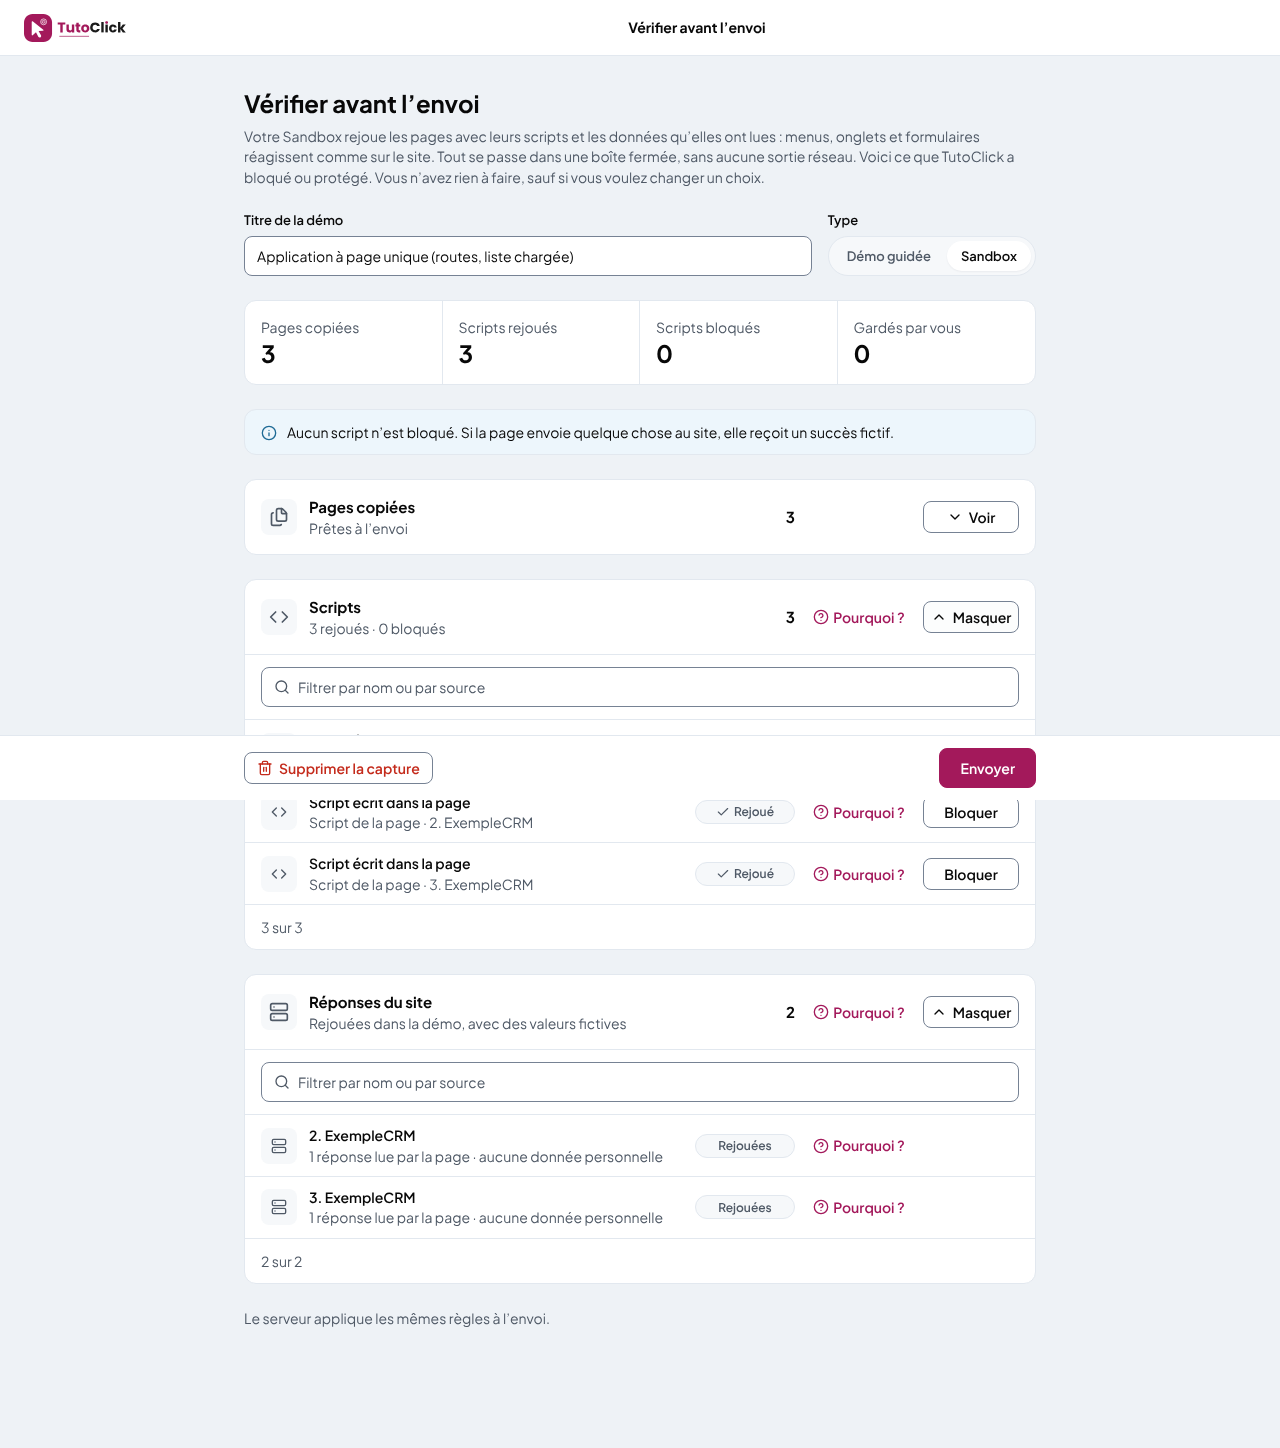 TutoClick
Vérifier avant l’envoi
Vérifier avant l’envoi
Votre Sandbox rejoue les pages avec leurs scripts et les données qu’elles ont lues : menus, onglets et formulaires
réagissent comme sur le site. Tout se passe dans une boîte fermée, sans aucune sortie réseau. Voici ce que TutoClick a
bloqué ou protégé. Vous n’avez rien à faire, sauf si vous voulez changer un choix.
Titre de la démo
Type
Application à page unique (routes, liste chargée)
Démo guidée
Sandbox
Pages copiées
Scripts rejoués
Scripts bloqués
Gardés par vous
3
3
0
0
Aucun script n’est bloqué. Si la page envoie quelque chose au site, elle reçoit un succès fictif.
Pages copiées
Prêtes à l’envoi
3
Voir
Scripts
3 rejoués · 0 bloqués
3
Pourquoi ?
Masquer
Filtrer par nom ou par source
Supprimer la capture
Envoyer
Script écrit dans la page
Script de la page · 2. ExempleCRM
Rejoué
Pourquoi ?
Bloquer
Script écrit dans la page
Script de la page · 3. ExempleCRM
Rejoué
Pourquoi ?
Bloquer
3 sur 3
Réponses du site
Rejouées dans la démo, avec des valeurs fictives
2
Pourquoi ?
Masquer
Filtrer par nom ou par source
2. ExempleCRM
1 réponse lue par la page · aucune donnée personnelle
Rejouées
Pourquoi ?
3. ExempleCRM
1 réponse lue par la page · aucune donnée personnelle
Rejouées
Pourquoi ?
2 sur 2
Le serveur applique les mêmes règles à l’envoi.